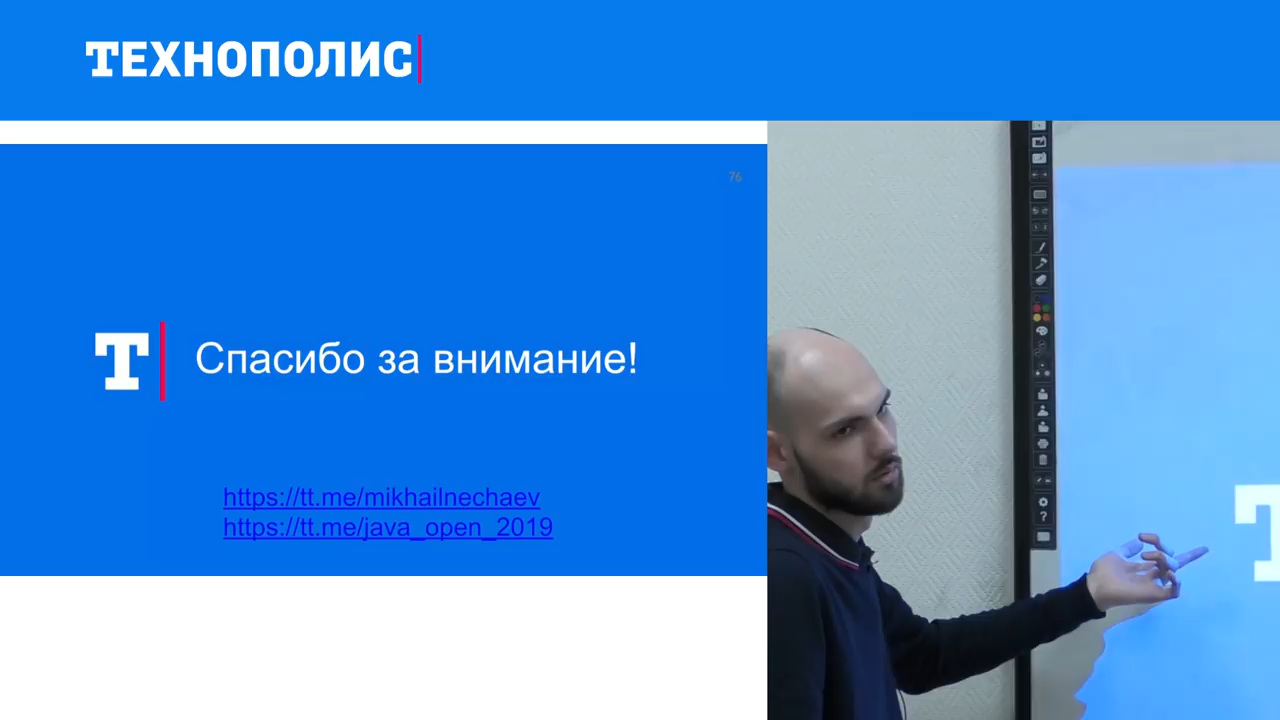 ТЕХНОПОЛИС
76
Т
Спасибо за внимание!
https://tt.me/mikhailnechaev
https://tt.me/java_open_2019
?
Т